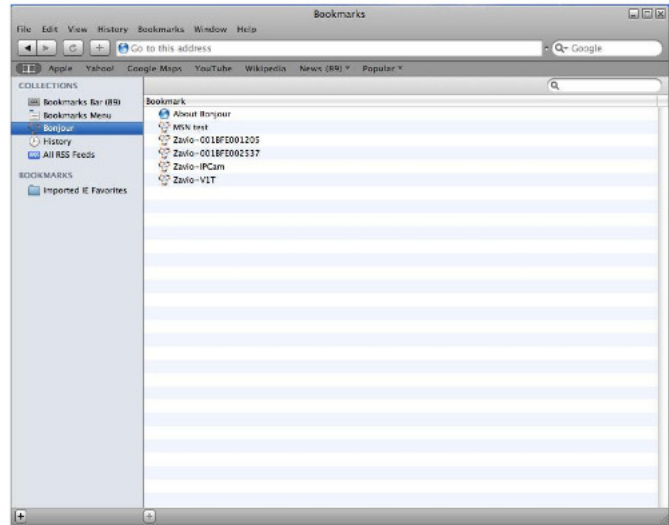 Bookmarks
File Edit View History Bookmarks Window Help
Go to this address
Google
Apple Yahoo! Google Maps YouTube Wikipedia News (89) Popular
COLLECTIONS
Bookmarks Bar (89)
Bookmarks Menu
Bonjour
History
All RSS Feeds
BOOKMARKS
Imported IE Favorites
Bookmark
About Bonjour
MSN test
Zavio-001BFE001205
Zavio-001BFE002537
Zavio-IPCam
Zavio-V1T